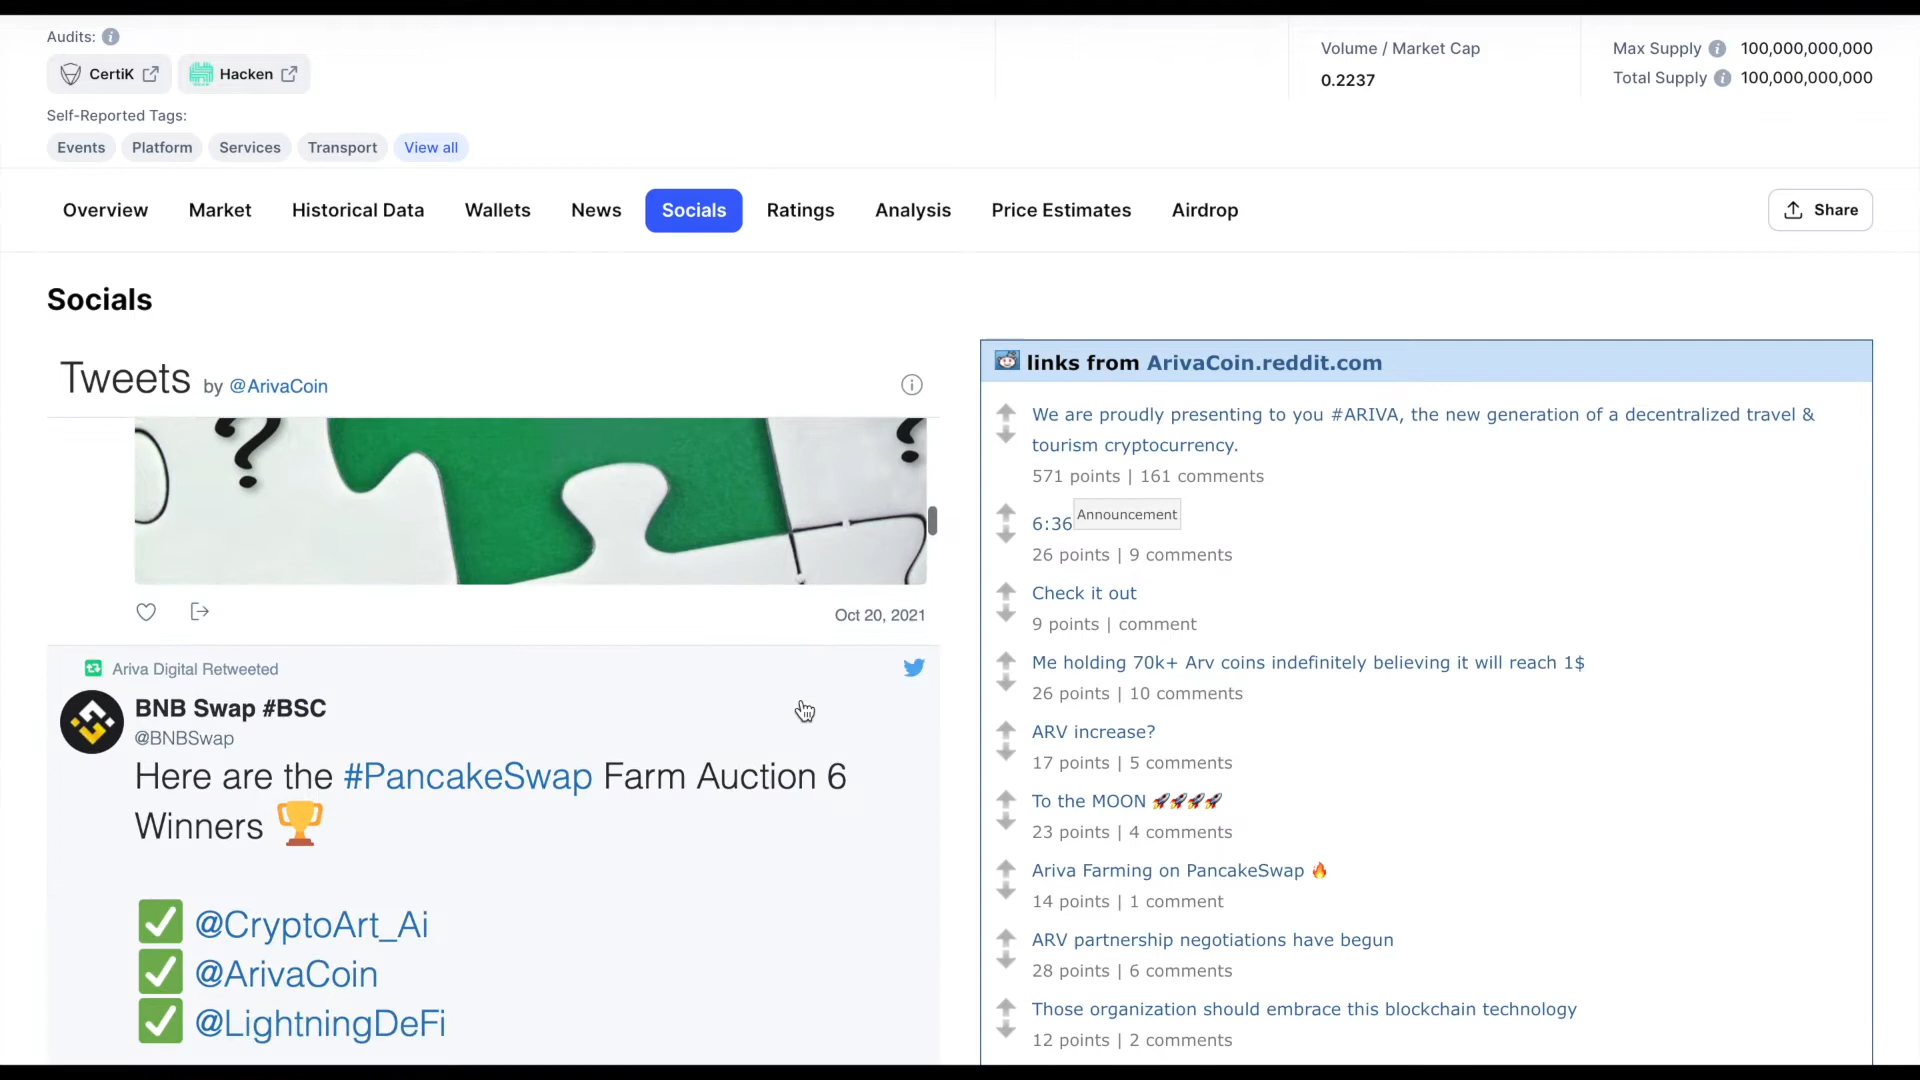 Audits:
CertiK
Hacken
Self-Reported Tags:
Events
Platform
Services
Transport
View all
Volume / Market Cap
0.2237
Max Supply 100,000,000,000
Total Supply 100,000,000,000
Overview
Market
Historical Data
Wallets
News
Socials
Ratings
Analysis
Price Estimates
Airdrop
Share
Socials
Tweets by @ArivaCoin
? ?
Oct 20, 2021
Ariva Digital Retweeted
BNB Swap #BSC
@BNBSwap
Here are the #PancakeSwap Farm Auction 6
Winners 🏆
✅ @CryptoArt_Ai
✅ @ArivaCoin
✅ @LightningDeFi
links from ArivaCoin.reddit.com
We are proudly presenting to you #ARIVA, the new generation of a decentralized travel &
tourism cryptocurrency.
571 points | 161 comments
6:36 Announcement
26 points | 9 comments
Check it out
9 points | comment
Me holding 70k+ Arv coins indefinitely believing it will reach 1$
26 points | 10 comments
ARV increase?
17 points | 5 comments
To the MOON 🚀🚀🚀🚀
23 points | 4 comments
Ariva Farming on PancakeSwap 🔥
14 points | 1 comment
ARV partnership negotiations have begun
28 points | 6 comments
Those organization should embrace this blockchain technology
12 points | 2 comments